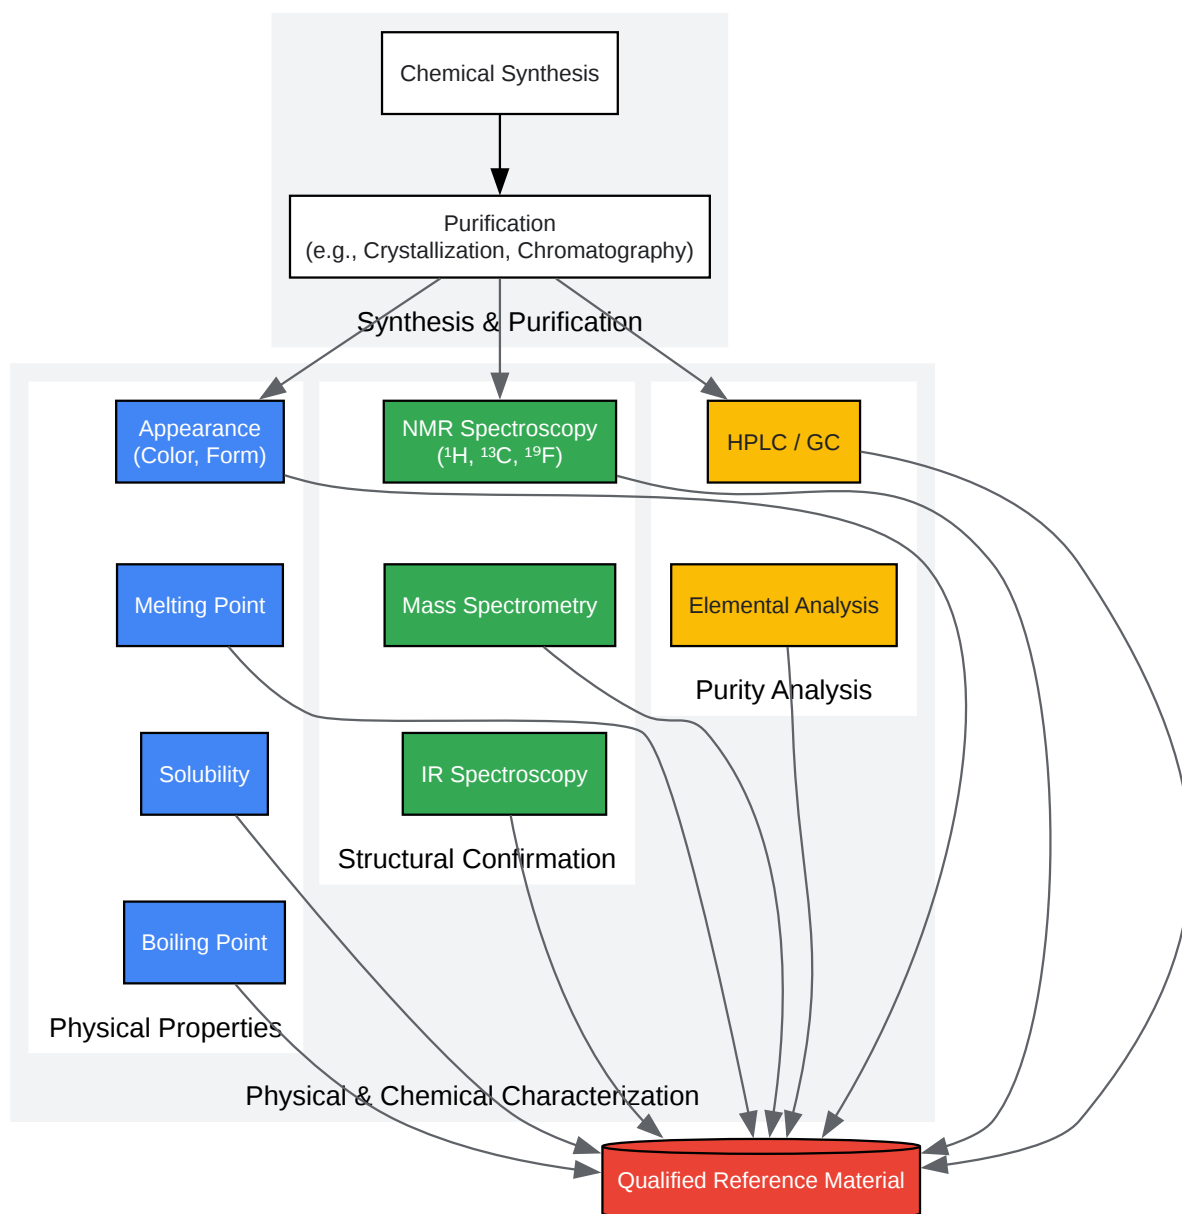 Chemical Synthesis
Purification
(e.g., Crystallization, Chromatography)
Synthesis & Purification
Appearance
(Color, Form)
NMR Spectroscopy
(¹H, ¹³C, ¹⁹F)
HPLC / GC
Melting Point
Mass Spectrometry
Elemental Analysis
Purity Analysis
Solubility
IR Spectroscopy
Structural Confirmation
Boiling Point
Physical Properties
Physical & Chemical Characterization
Qualified Reference Material